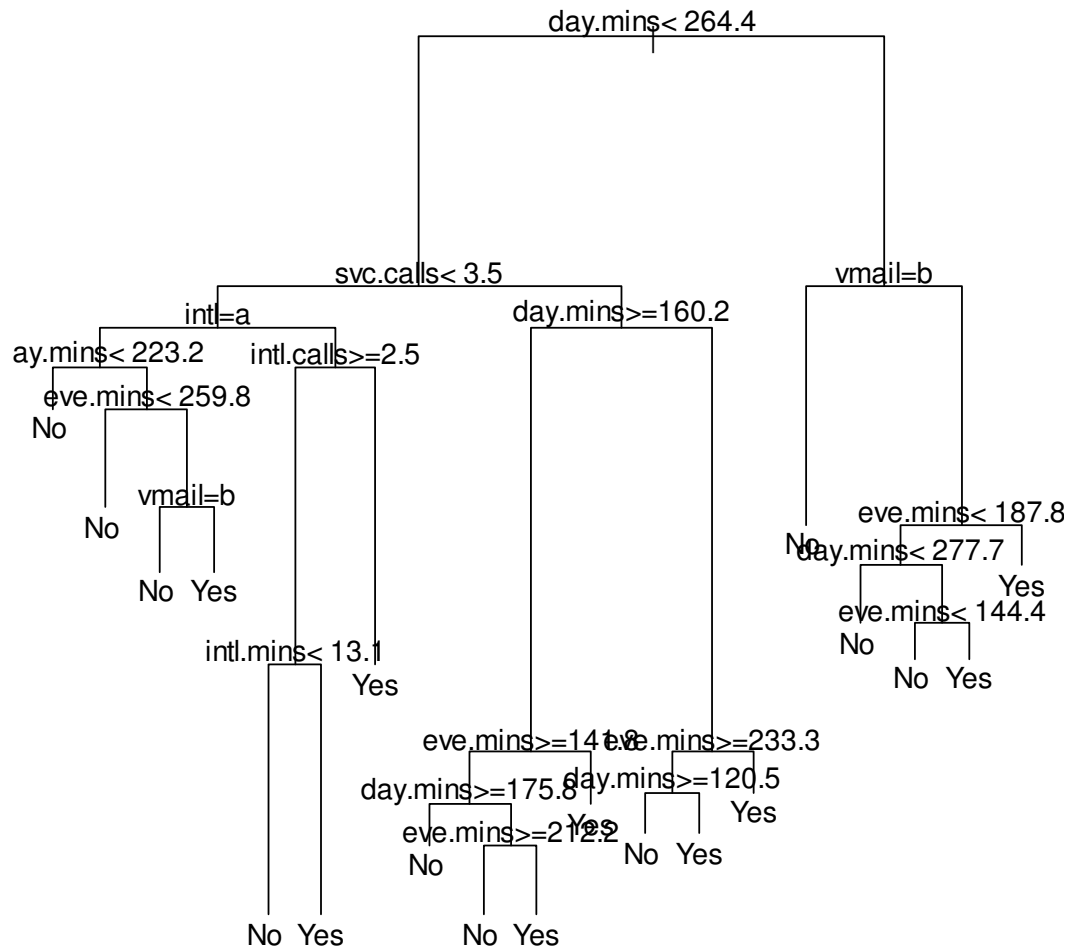 day.mins< 264.4
svc.calls< 3.5
vmail=b
intl=a
day.mins>=160.2
ay.mins< 223.2
intl.calls>=2.5
eve.mins< 259.8
No
vmail=b
eve.mins< 187.8
No
No
day.mins< 277.7
No
Yes
Yes
eve.mins< 144.4
No
intl.mins< 13.1
No
Yes
Yes
eve.mins>=141.8
eve.mins>=233.3
day.mins>=175.8
day.mins>=120.5
Yes
Yes
eve.mins>=212.2
No
No
Yes
No
Yes
No
Yes